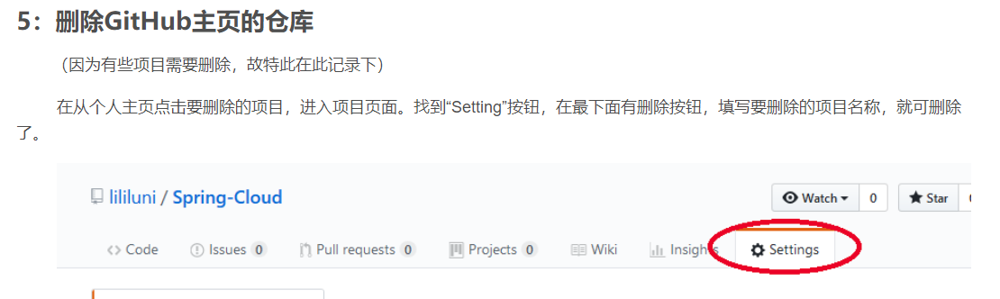 5：删除GitHub主页的仓库
（因为有些项目需要删除，故特此在此记录下）
在从个人主页点击要删除的项目，进入项目页面。找到“Setting”按钮，在最下面有删除按钮，填写要删除的项目名称，就可删除
了。
lililuni / Spring-Cloud Watch 0 Star
Code Issues 0 Pull requests 0 Projects 0 Wiki Insights Settings